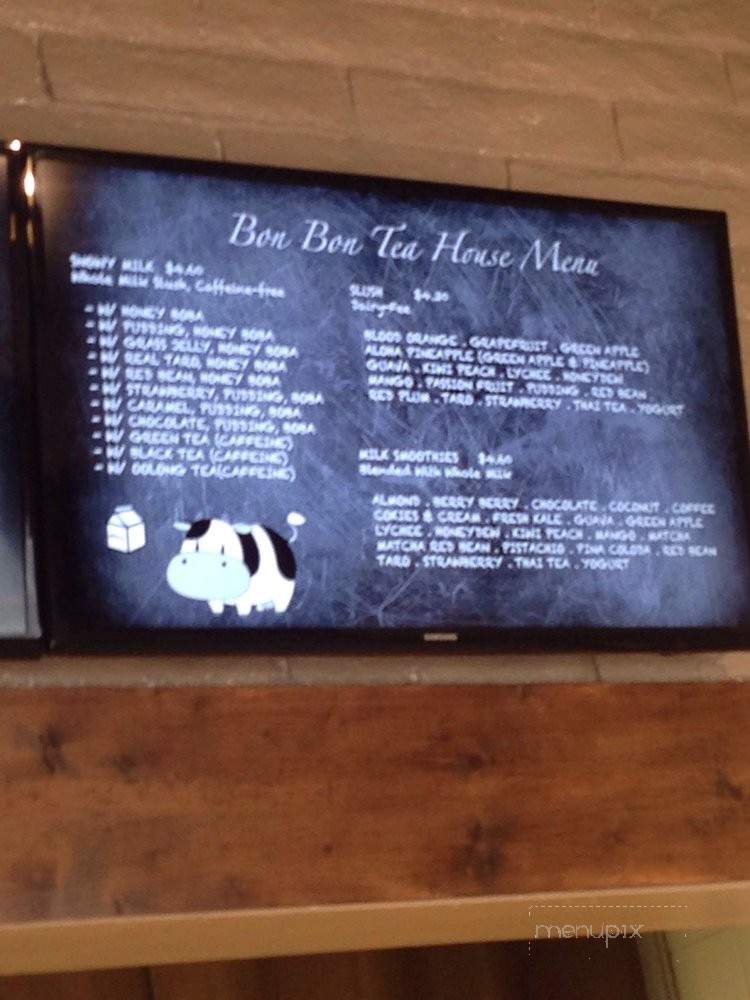 Bon Bon Tea House Menu
SNOWY MILK $4.60
Whole Milk Slush, Caffeine-free
- W/ HONEY BOBA
- W/ PUDDING, HONEY BOBA
- W/ GRASS JELLY, HONEY BOBA
- W/ REAL TARO, HONEY BOBA
- W/ RED BEAN, HONEY BOBA
- W/ STRAWBERRY, PUDDING, BOBA
- W/ CARAMEL, PUDDING, BOBA
- W/ CHOCOLATE, PUDDING, BOBA
- W/ GREEN TEA (CAFFEINE)
- W/ BLACK TEA (CAFFEINE)
- W/ OOLONG TEA(CAFFEINE)
SLUSH $4.30
BLOOD ORANGE . GRAPEFRUIT . GREEN APPLE
ALOHA PINEAPPLE (GREEN APPLE & PINEAPPLE)
GUAVA . KIWI PEACH . LYCHEE . HONEYDEW
MANGO . PASSION FRUIT . PUDDING . RED BEAN
RED PLUM . TARO . STRAWBERRY . THAI TEA . YOGURT
MILK SMOOTHIES $4.60
Blended With Whole Milk
ALMOND . BERRY BERRY . CHOCOLATE . COCONUT . COFFEE
COKIES & CREAM . FRESH KALE . GUAVA . GREEN APPLE
LYCHEE . HONEYDEW . KIWI PEACH . MANGO . MATCHA
MATCHA RED BEAN . PISTACHIO . PINA COLODA . RED BEAN
TARO . STRAWBERRY . THAI TEA . YOGURT
SAMSUNG
menupix